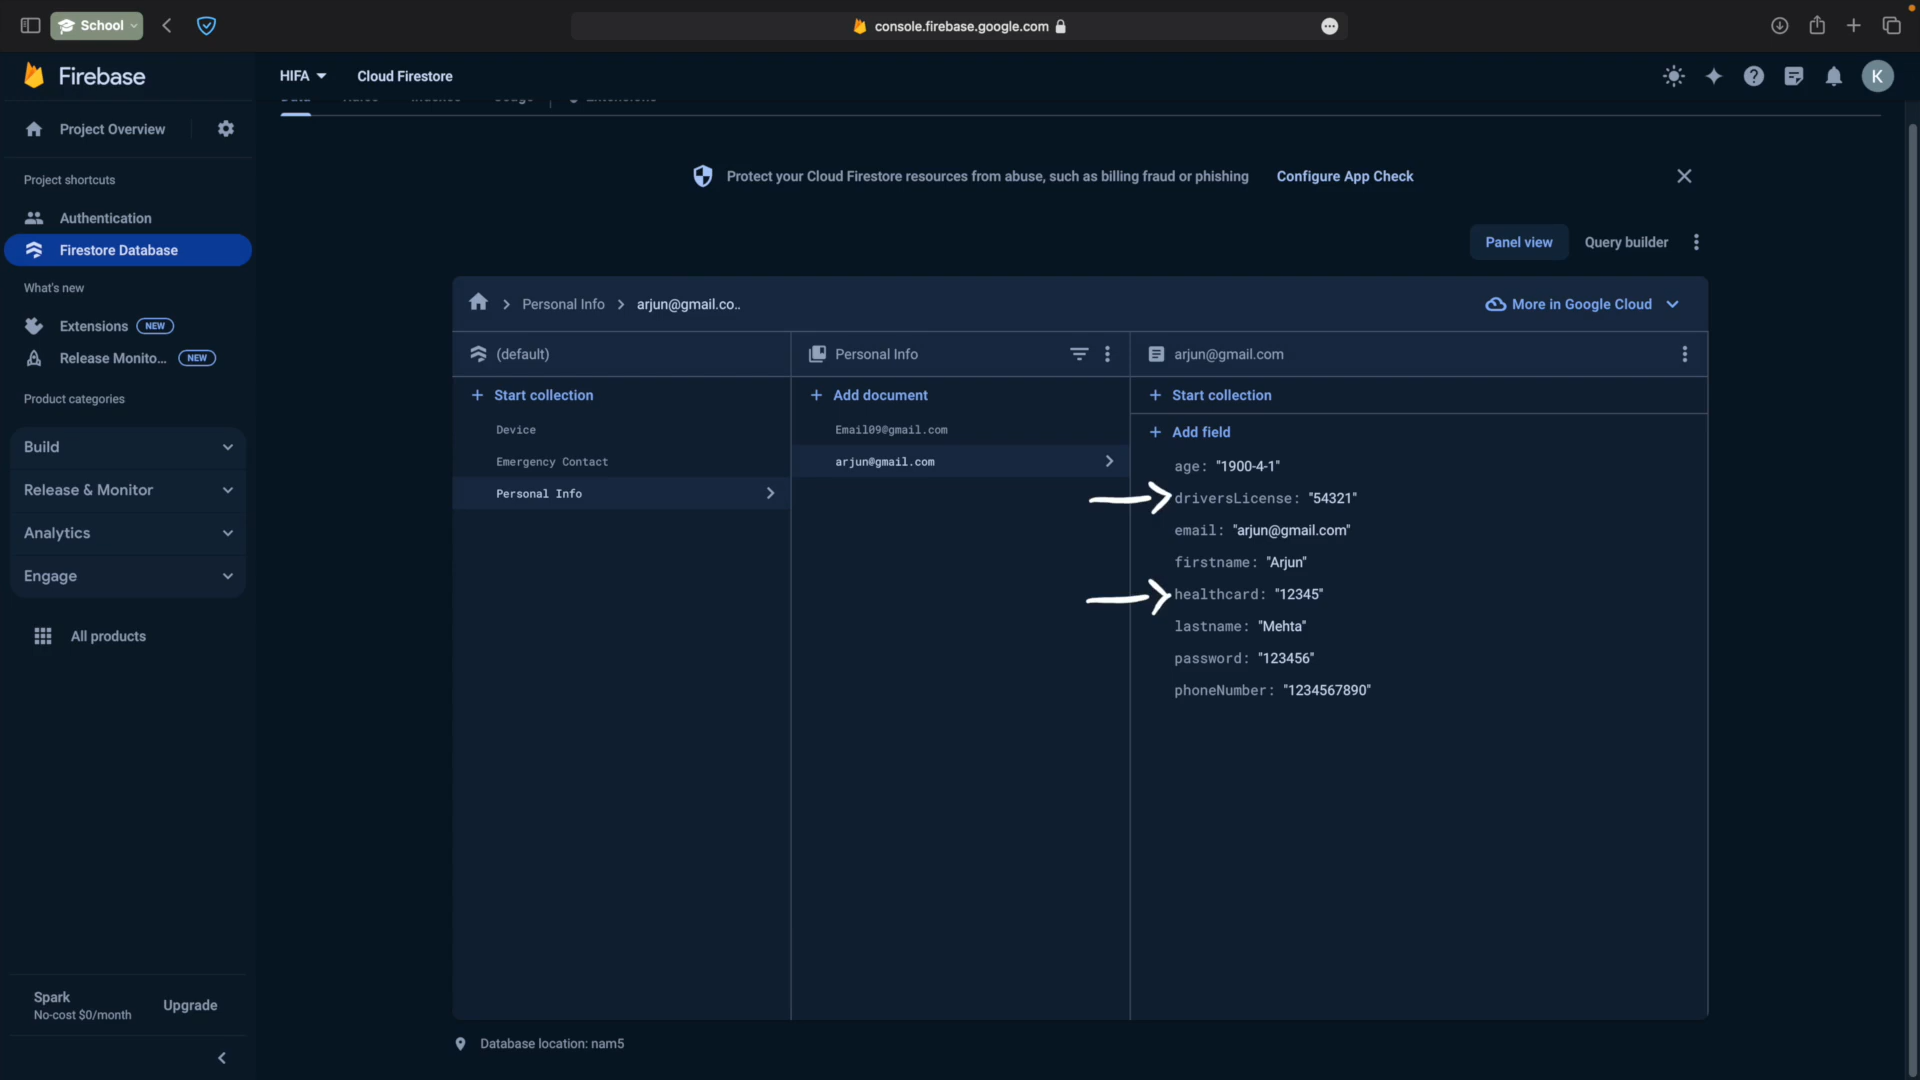 School
console.firebase.google.com
Firebase
HIFA
Cloud Firestore
K
Project Overview
Project shortcuts
Authentication
Firestore Database
What's new
Extensions NEW
Release Monito... NEW
Product categories
Build
Release & Monitor
Analytics
Engage
All products
Spark
No-cost $0/month
Upgrade
Protect your Cloud Firestore resources from abuse, such as billing fraud or phishing
Configure App Check
Panel view
Query builder
Personal Info
arjun@gmail.co..
More in Google Cloud
(default)
Start collection
Device
Emergency Contact
Personal Info
Personal Info
Add document
Email09@gmail.com
arjun@gmail.com
arjun@gmail.com
Start collection
Add field
age: "1900-4-1"
driversLicense: "54321"
email: "arjun@gmail.com"
firstname: "Arjun"
healthcard: "12345"
lastname: "Mehta"
password: "123456"
phoneNumber: "1234567890"
Database location: nam5